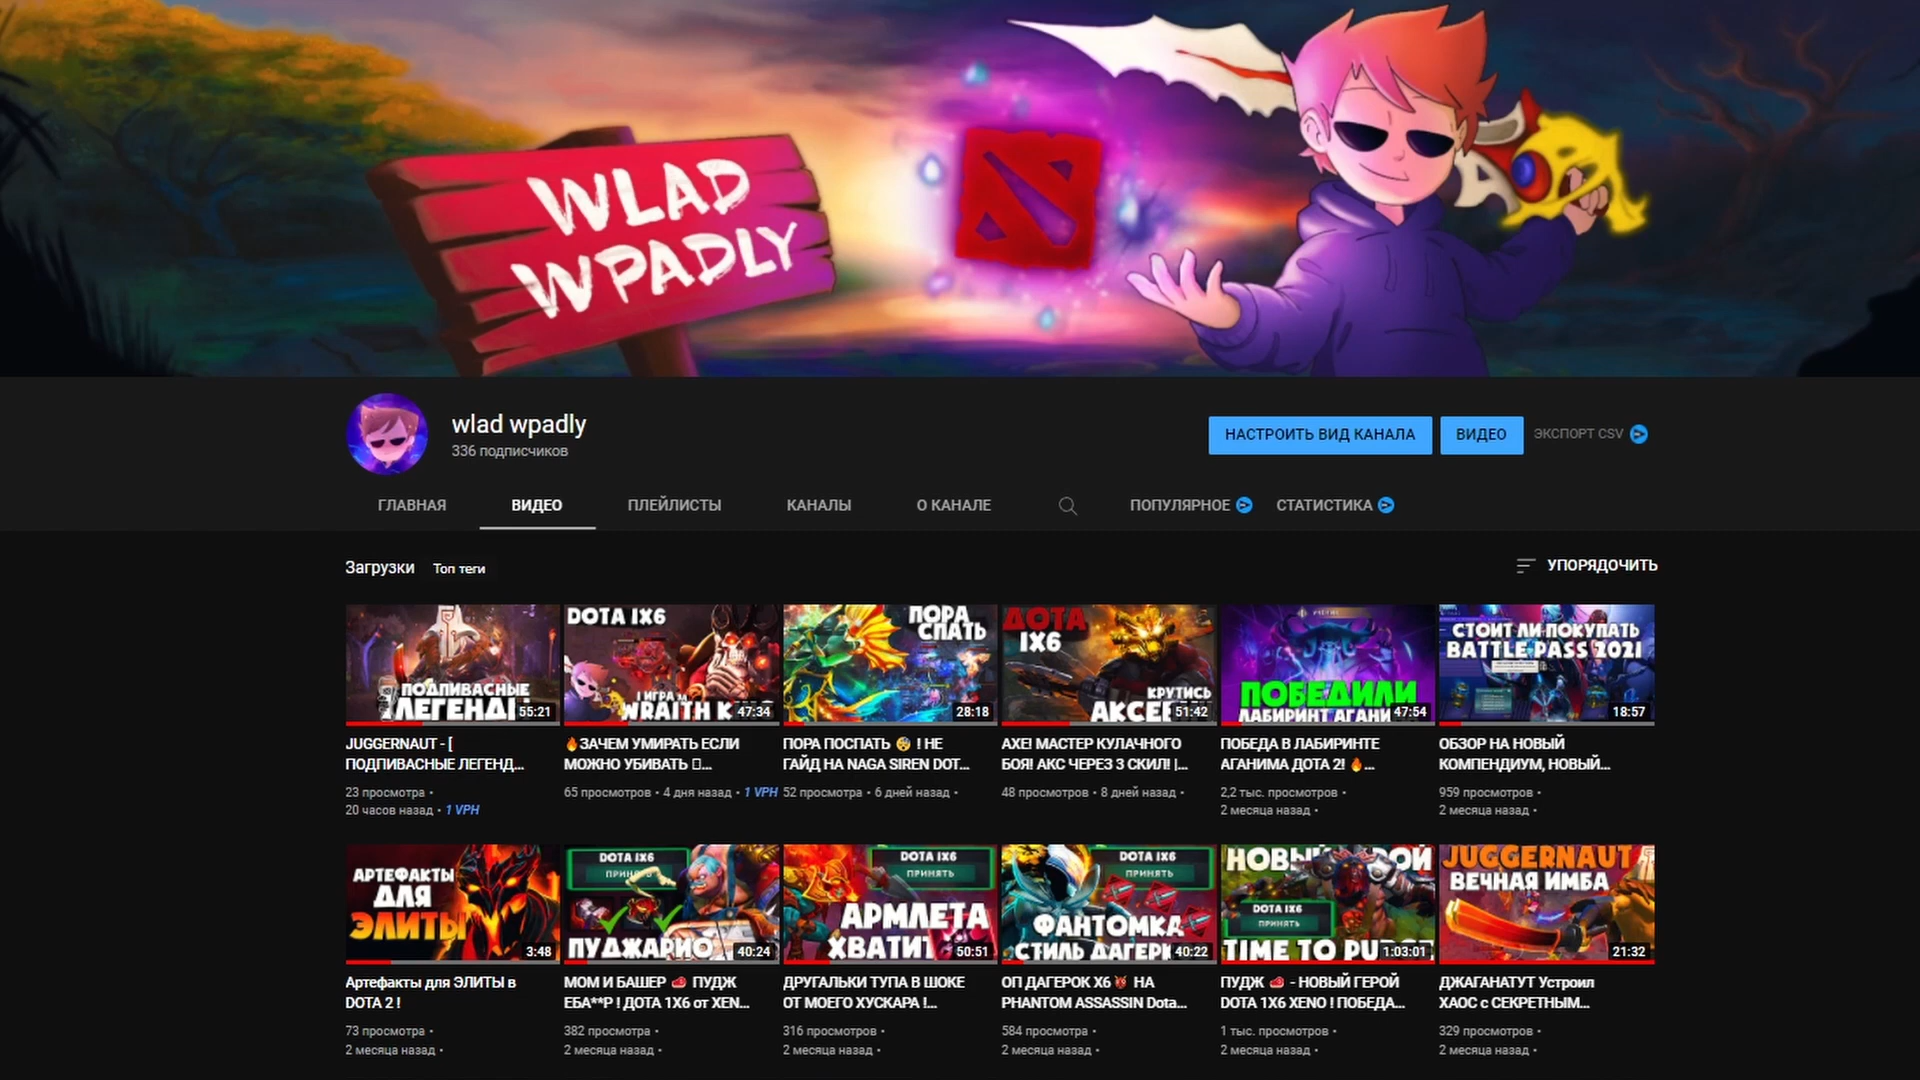 WLAD
WPADLY
wlad wpadly
336 подписчиков
НАСТРОИТЬ ВИД КАНАЛА
ВИДЕО
ЭКСПОРТ CSV
ГЛАВНАЯ
ВИДЕО
ПЛЕЙЛИСТЫ
КАНАЛЫ
О КАНАЛЕ
ПОПУЛЯРНОЕ
СТАТИСТИКА
Загрузки
Топ теги
УПОРЯДОЧИТЬ
ПОДПИВАСНЫЕ
55:21
DOTA 1X6
1 ИГРА ЗА
WRAITH K
47:34
ПОРА
СПАТЬ
28:18
ДОТА
1X6
КРУТИСЬ
51:42
ПОБЕДИЛИ
ЛАБИРИНТ АГАНИ
47:54
СТОИТ ЛИ ПОКУПАТЬ
BATTLE PASS 2021
18:57
JUGGERNAUT - [
ПОДПИВАСНЫЕ ЛЕГЕНД...
23 просмотра •
20 часов назад • 1 VPH
🔥ЗАЧЕМ УМИРАТЬ ЕСЛИ
МОЖНО УБИВАТЬ ▯...
65 просмотров • 4 дня назад • 1 VPH
ПОРА ПОСПАТЬ 😴 ! НЕ
ГАЙД НА NAGA SIREN DOT...
52 просмотра • 6 дней назад •
AXE! МАСТЕР КУЛАЧНОГО
БОЯ! АКС ЧЕРЕЗ 3 СКИЛ! |...
48 просмотров • 8 дней назад •
ПОБЕДА В ЛАБИРИНТЕ
АГАНИМА ДОТА 2! 🔥...
2,2 тыс. просмотров •
2 месяца назад •
ОБЗОР НА НОВЫЙ
КОМПЕНДИУМ, НОВЫЙ...
959 просмотров •
2 месяца назад •
АРТЕФАКТЫ
ДЛЯ
ЭЛИТЫ
3:48
DOTA 1X6
ПУДЖАРИО
40:24
DOTA 1X6
ПРИНЯТЬ
АРМЛЕТА
ХВАТИТ
50:51
DOTA 1X6
ПРИНЯТЬ
ФАНТОМКА
СТИЛЬ ДАГЕРК
40:22
DOTA 1X6
ПРИНЯТЬ
TIME TO
1:03:01
JUGGERNAUT
ВЕЧНАЯ ИМБА
21:32
Артефакты для ЭЛИТЫ в
DOTA 2 !
73 просмотра •
2 месяца назад •
МОМ И БАШЕР 🥩 ПУДЖ
ЕБА**Р ! ДОТА 1X6 от XEN...
382 просмотра •
2 месяца назад •
ДРУГАЛЬКИ ТУПА В ШОКЕ
ОТ МОЕГО ХУСКАРА !...
316 просмотров •
2 месяца назад •
ОП ДАГЕРОК X6👹 НА
PHANTOM ASSASSIN Dota...
584 просмотра •
2 месяца назад •
ПУДЖ 🥩 - НОВЫЙ ГЕРОЙ
DOTA 1X6 XENO ! ПОБЕДА...
1 тыс. просмотров •
2 месяца назад •
ДЖАГАНАТУТ Устроил
ХАОС с СЕКРЕТНЫМ...
329 просмотров •
2 месяца назад •